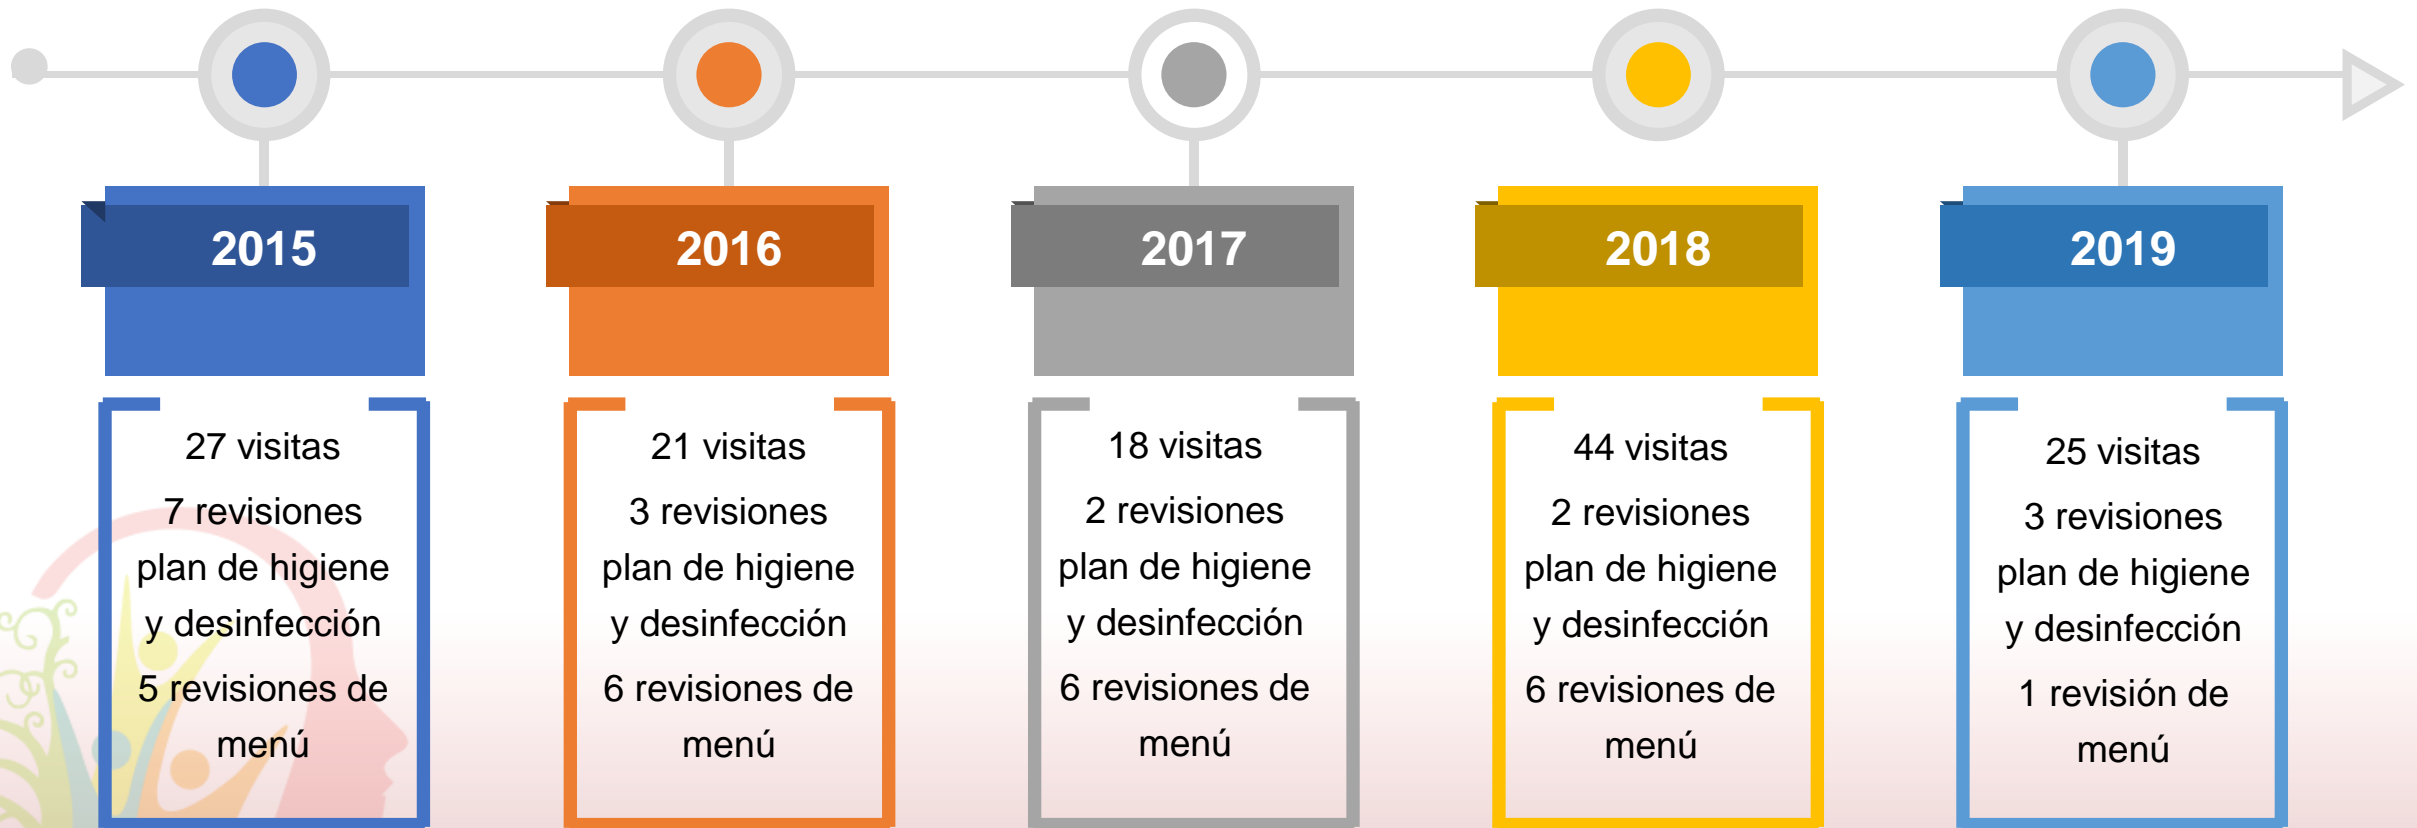 2015
27 visitas
7 revisiones
plan de higiene
y desinfección
5 revisiones de
menú
2016
21 visitas
3 revisiones
plan de higiene
y desinfección
6 revisiones de
menú
2017
18 visitas
2 revisiones
plan de higiene
y desinfección
6 revisiones de
menú
2018
44 visitas
2 revisiones
plan de higiene
y desinfección
6 revisiones de
menú
2019
25 visitas
3 revisiones
plan de higiene
y desinfección
1 revisión de
menú